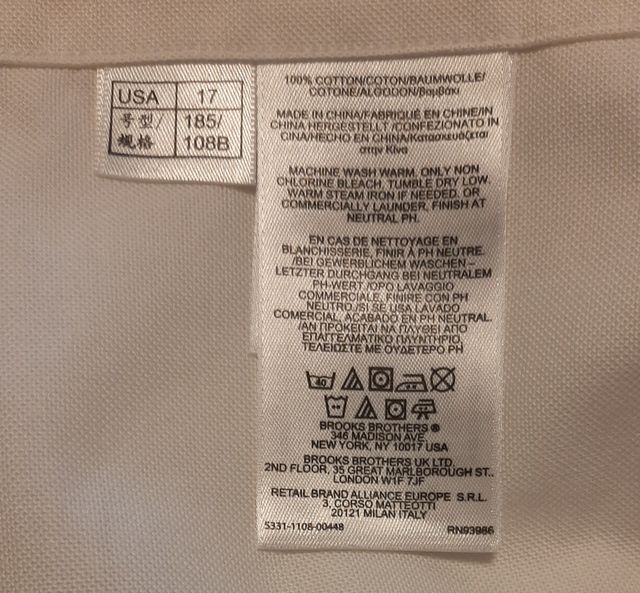 USA 17
号型/ 185/
规格 108B
100% COTTON/COTON/BAUMWOLLE/
COTONE/ALGODON/Βαμβάκι
MADE IN CHINA/FABRIQUÉ EN CHINE/IN
CHINA HERGESTELLT /CONFEZIONATO IN
CINA/HECHO EN CHINA/Κατασκευάζεται
στην Κίνα
MACHINE WASH WARM. ONLY NON
CHLORINE BLEACH. TUMBLE DRY LOW.
WARM STEAM IRON IF NEEDED. OR
COMMERCIALLY LAUNDER, FINISH AT
NEUTRAL PH.
EN CAS DE NETTOYAGE EN
BLANCHISSERIE, FINIR À PH NEUTRE.
/BEI GEWERBLICHEM WASCHEN –
LETZTER DURCHGANG BEI NEUTRALEM
PH-WERT./DPO LAVAGGIO
COMMERCIALE, FINIRE CON PH
NEUTRO./SI SE USA LAVADO
COMERCIAL, ACABADO EN PH NEUTRAL.
/ΑΝ ΠΡΟΚΕΙΤΑΙ ΝΑ ΠΛΥΘΕΙ ΑΠΟ
ΕΠΑΓΓΕΛΜΑΤΙΚΟ ΠΛΥΝΤΗΡΙΟ,
ΤΕΛΕΙΩΣΤΕ ΜΕ ΟΥΔΕΤΕΡΟ PH
40
BROOKS BROTHERS ®
346 MADISON AVE.
NEW YORK, NY 10017 USA
BROOKS BROTHERS UK LTD.
2ND FLOOR, 35 GREAT MARLBOROUGH ST.,
LONDON W1F 7JF
RETAIL BRAND ALLIANCE EUROPE S.R.L.
3, CORSO MATTEOTTI
20121 MILAN ITALY
5331-1108-00448 RN93986